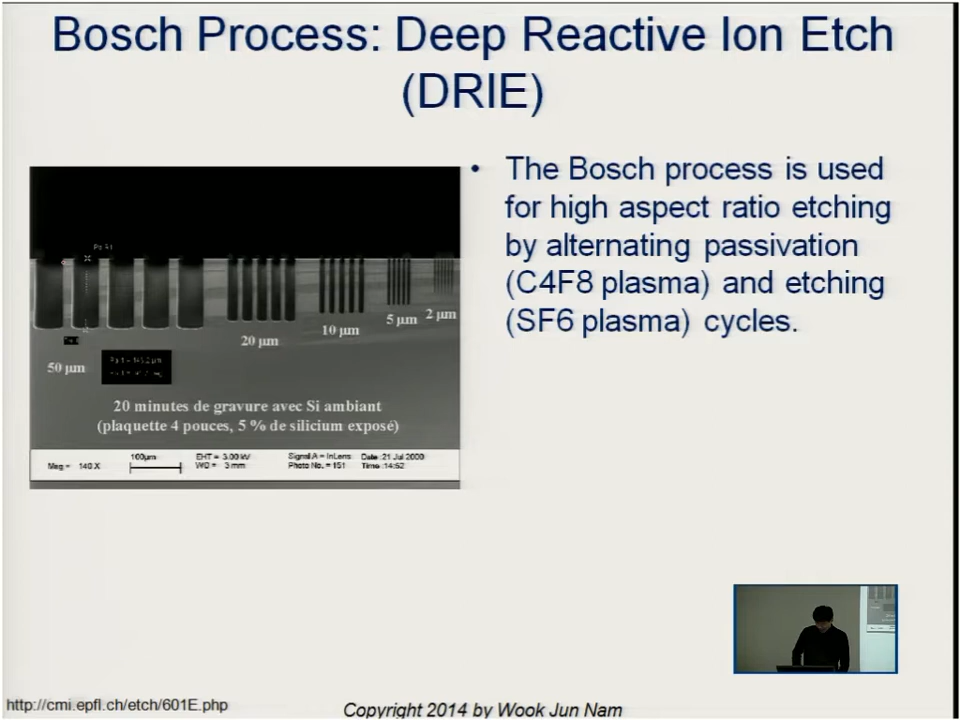 Bosch Process: Deep Reactive Ion Etch
(DRIE)
• The Bosch process is used
for high aspect ratio etching
by alternating passivation
(C4F8 plasma) and etching
(SF6 plasma) cycles.
50 µm
20 µm
10 µm
5 µm
2 µm
20 minutes de gravure avec Si ambiant
(plaquette 4 pouces, 5 % de silicium exposé)
Mag = 140 X
100µm
EHT = 3.00 kV
WD = 3 mm
Signal A = InLens
Photo No. = 151
Date :21 Jul 2000
Time :14:52
http://cmi.epfl.ch/etch/601E.php
Copyright 2014 by Wook Jun Nam